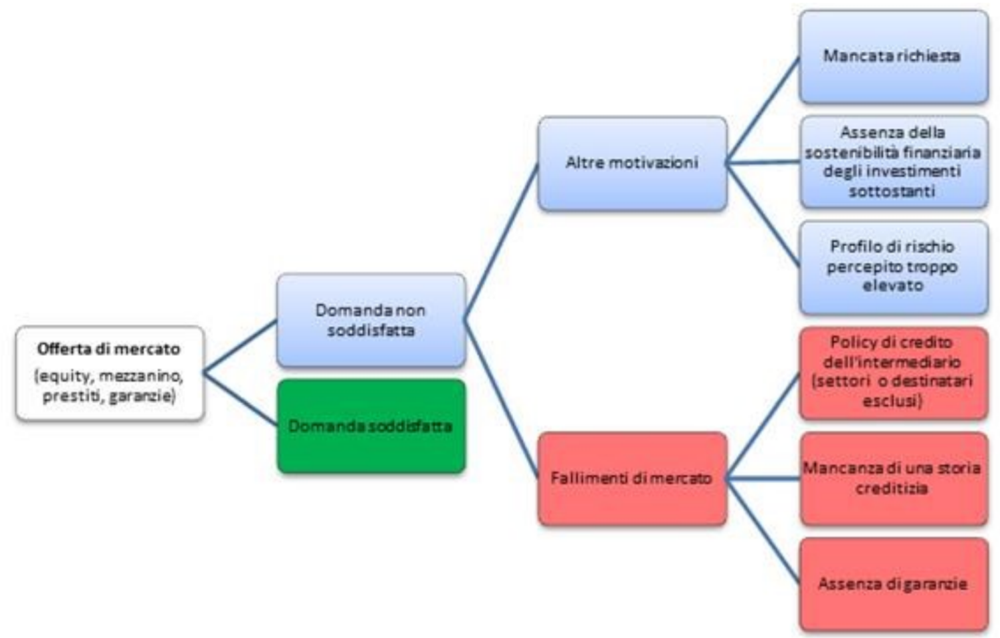 Offerta di mercato
(equity, mezzanino,
prestiti, garanzie)
Domanda non
soddisfatta
Domanda soddisfatta
Altre motivazioni
Fallimenti di mercato
Mancata richiesta
Assenza della
sostenibilità finanziaria
degli investimenti
sottostanti
Profilo di rischio
percepito troppo
elevato
Policy di credito
dell'intermediario
(settori o destinatari
esclusi)
Mancanza di una storia
creditizia
Assenza di garanzie